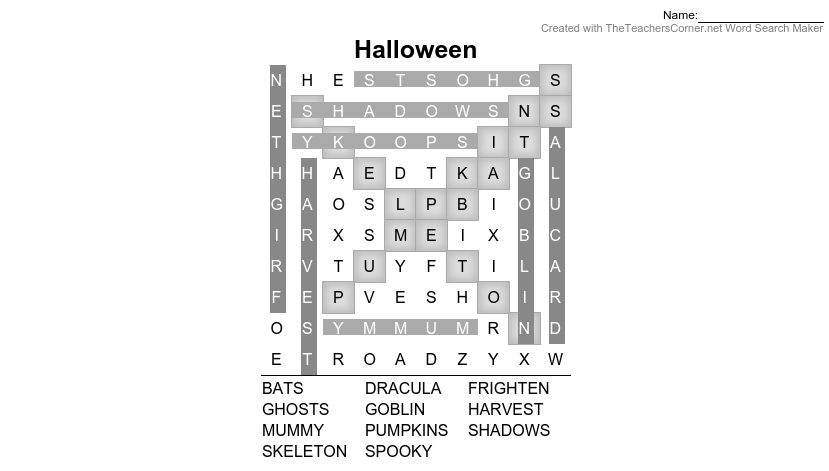 Name:
Created with TheTeachersCorner.net Word Search Maker
Halloween
N H E S T S O H G S
E S H A D O W S N S
T Y K O O P S I T A
H H A E D T K A G L
G A O S L P B I O U
I R X S M E I X B C
R V T U Y F T I L A
F E P V E S H O I R
O S Y M M U M R N D
E T R O A D Z Y X W
BATS DRACULA FRIGHTEN
GHOSTS GOBLIN HARVEST
MUMMY PUMPKINS SHADOWS
SKELETON SPOOKY